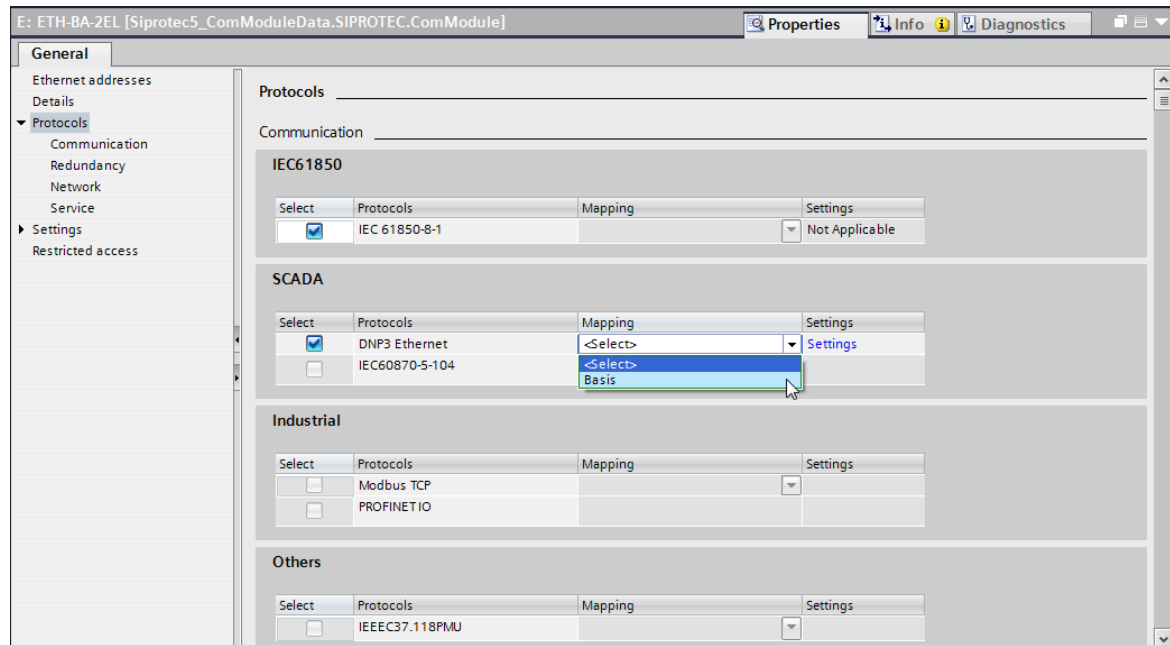 E: ETH-BA-2EL [Siprotec5_ComModuleData.SIPROTEC.ComModule]
Properties
Info
Diagnostics
General
Ethernet addresses
Details
Protocols
Communication
Redundancy
Network
Service
Settings
Restricted access
Protocols
Communication
IEC61850
Select Protocols Mapping Settings
IEC 61850-8-1 Not Applicable
SCADA
Select Protocols Mapping Settings
DNP3 Ethernet <Select> Settings
IEC60870-5-104 <Select>
Basis
Industrial
Select Protocols Mapping Settings
Modbus TCP
PROFINET IO
Others
Select Protocols Mapping Settings
IEEEC37.118PMU